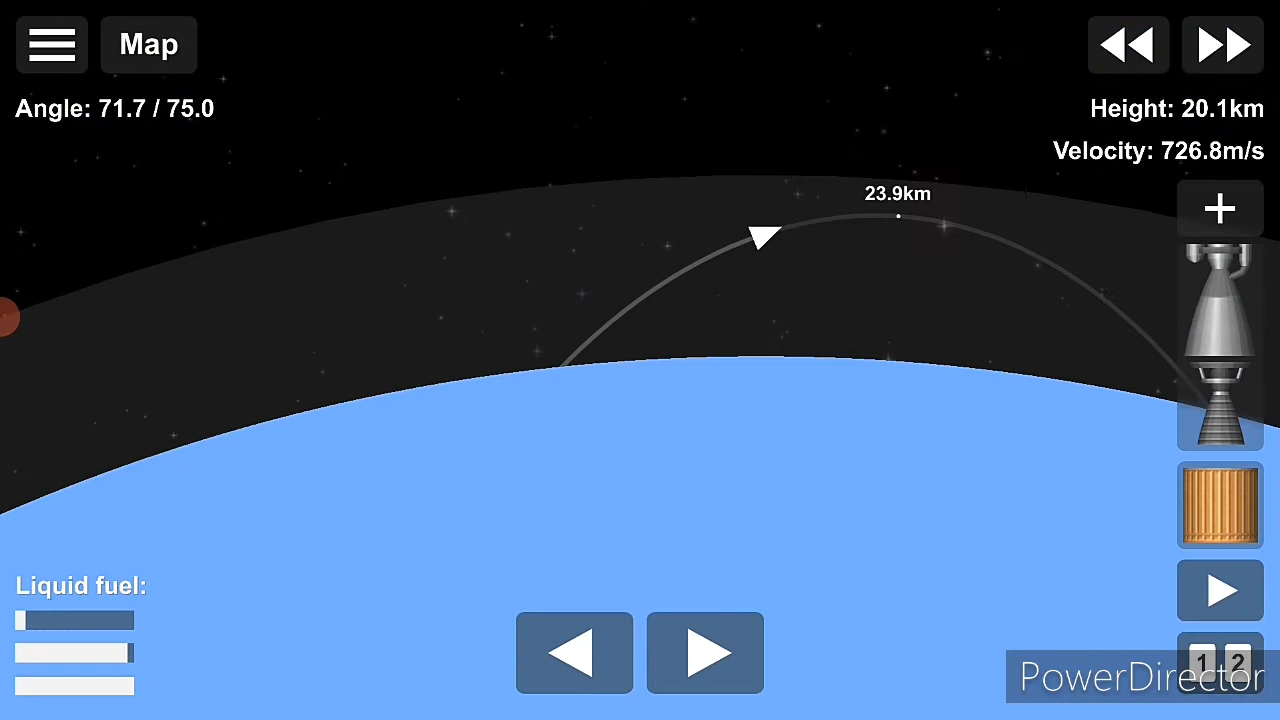 Map
Angle: 71.7 / 75.0
Height: 20.1km
Velocity: 726.8m/s
23.9km
Liquid fuel:
1 2
PowerDirector